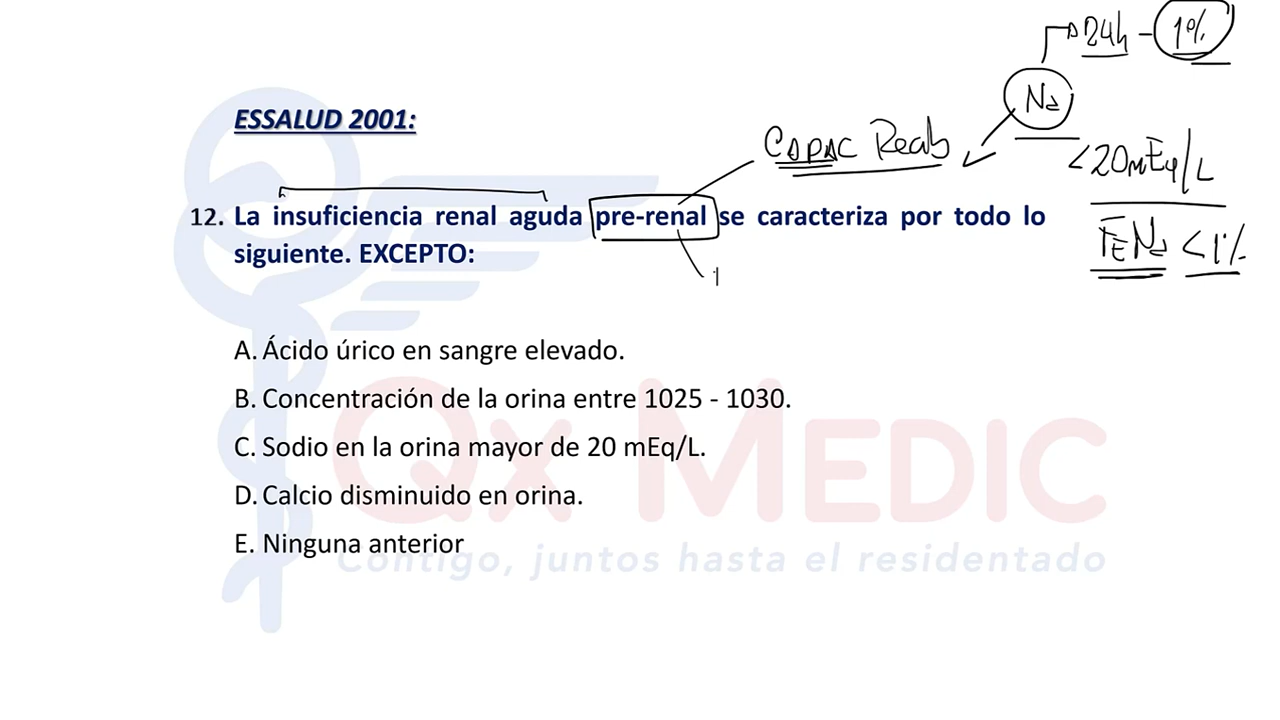 24h - 1%
Na
ESSALUD 2001:
CAPAC Reab
<20mEq/L
12. La insuficiencia renal aguda pre-renal se caracteriza por todo lo
siguiente. EXCEPTO:
FENa <1%
A. Ácido úrico en sangre elevado.
B. Concentración de la orina entre 1025 - 1030.
C. Sodio en la orina mayor de 20 mEq/L.
D. Calcio disminuido en orina.
E. Ninguna anterior
Qx MEDIC
Contigo, juntos hasta el residentado